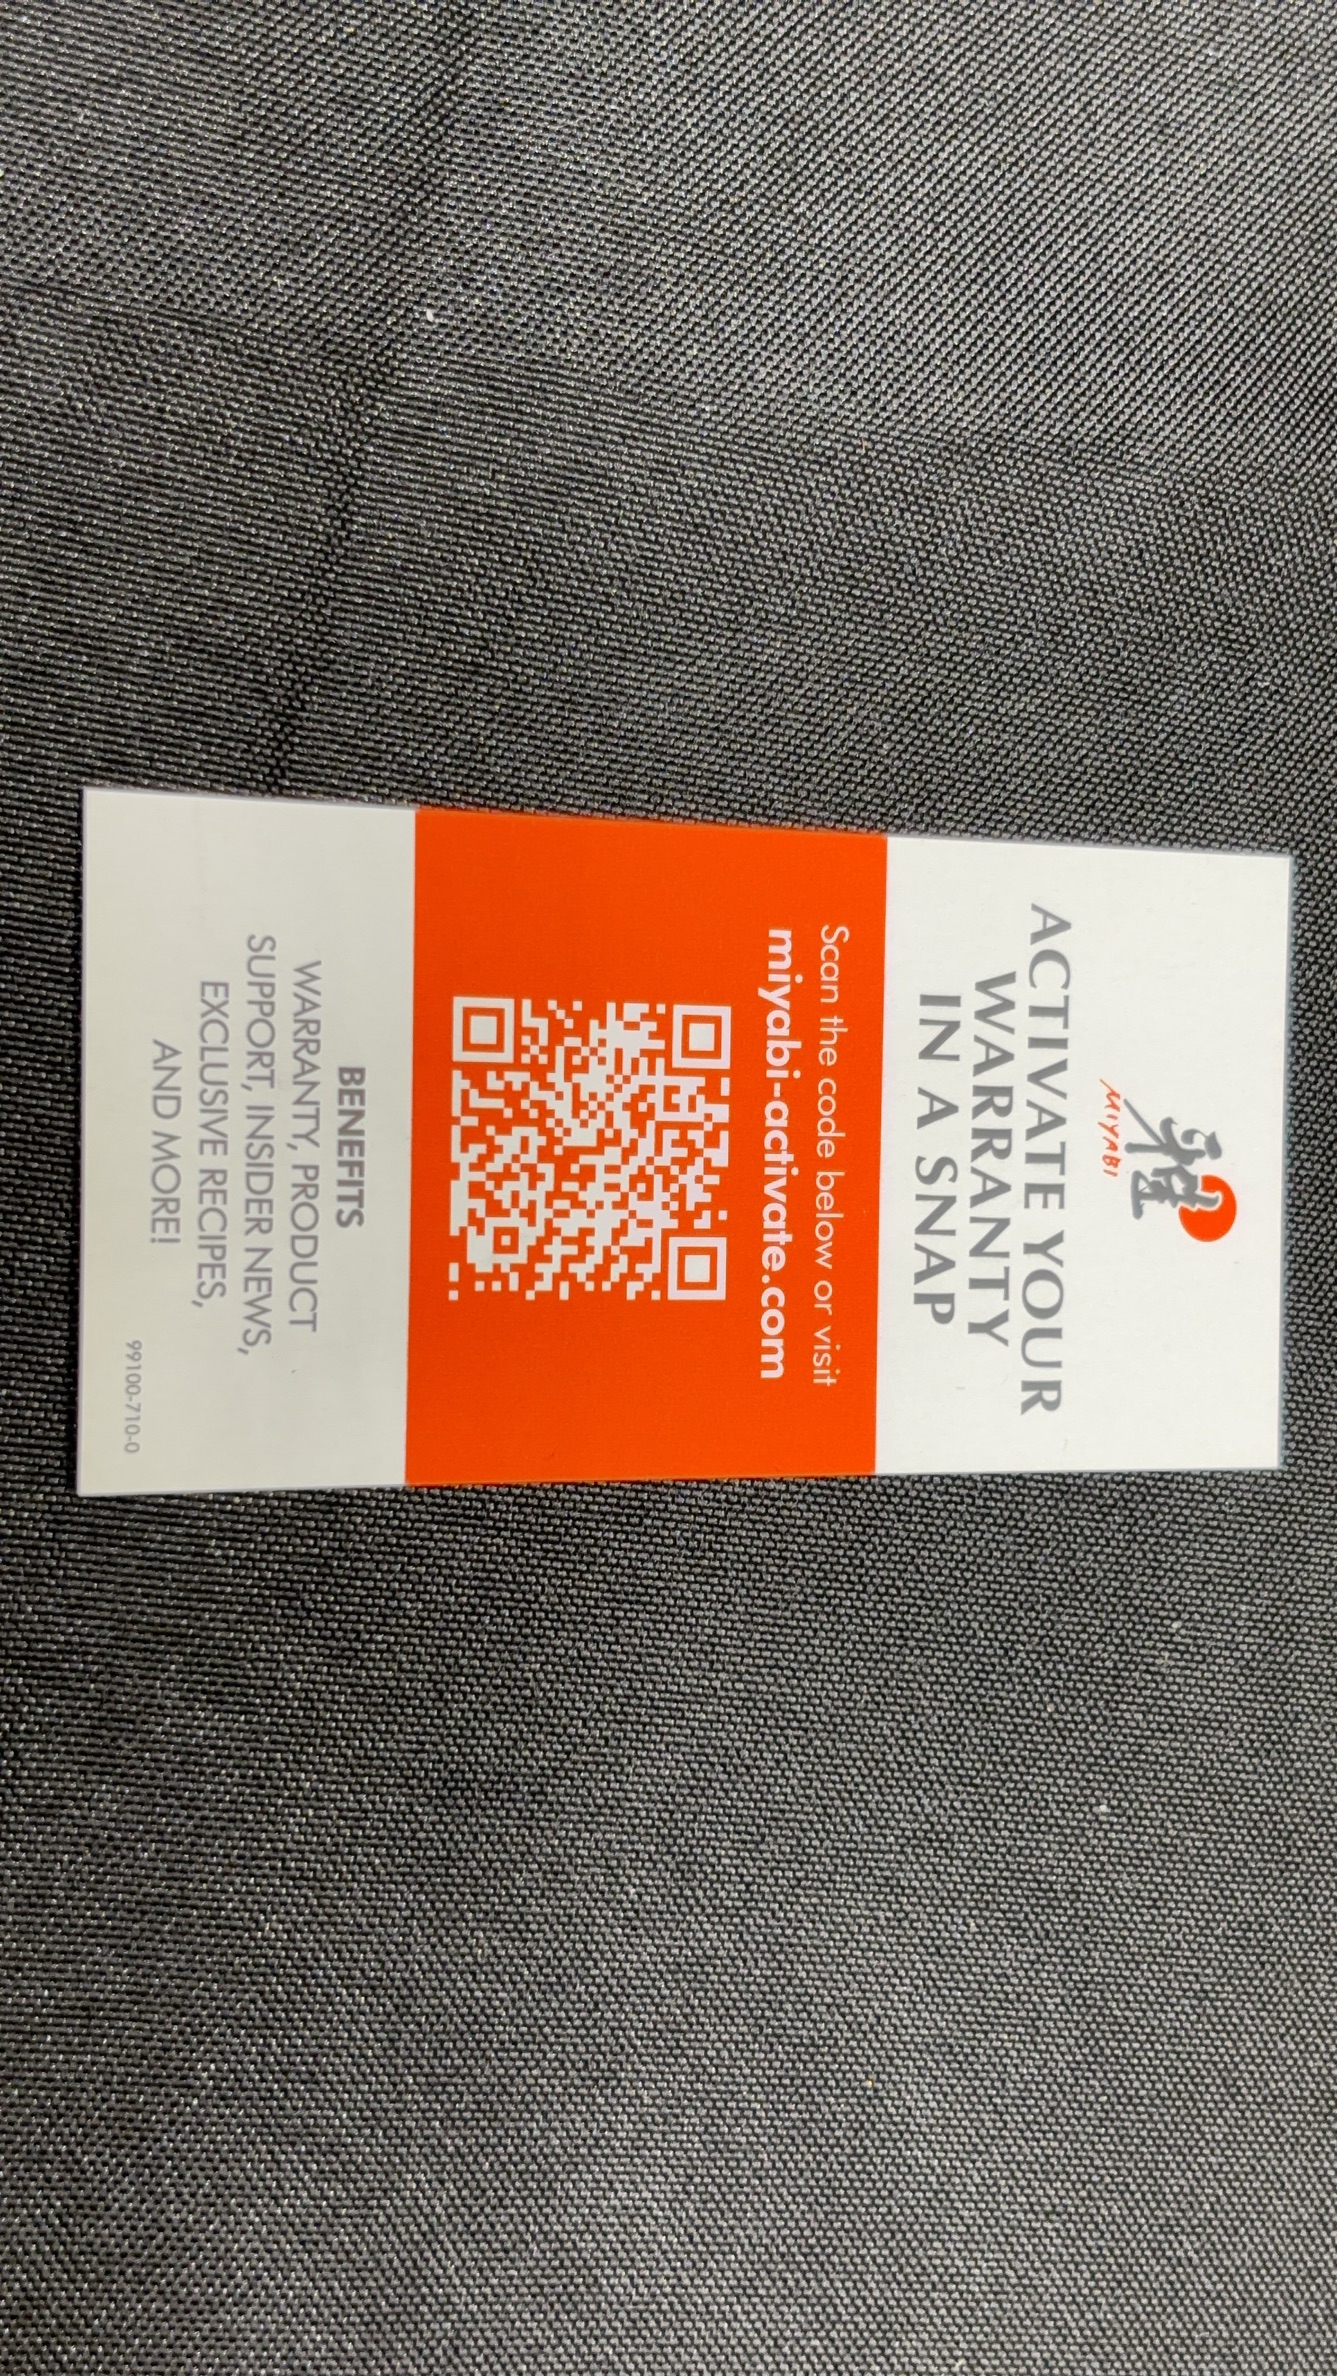 雅
MIYABI
ACTIVATE YOUR
WARRANTY
IN A SNAP
Scan the code below or visit
miyabi-activate.com
BENEFITS
WARRANTY, PRODUCT
SUPPORT, INSIDER NEWS,
EXCLUSIVE RECIPES,
AND MORE!
99100-710-0